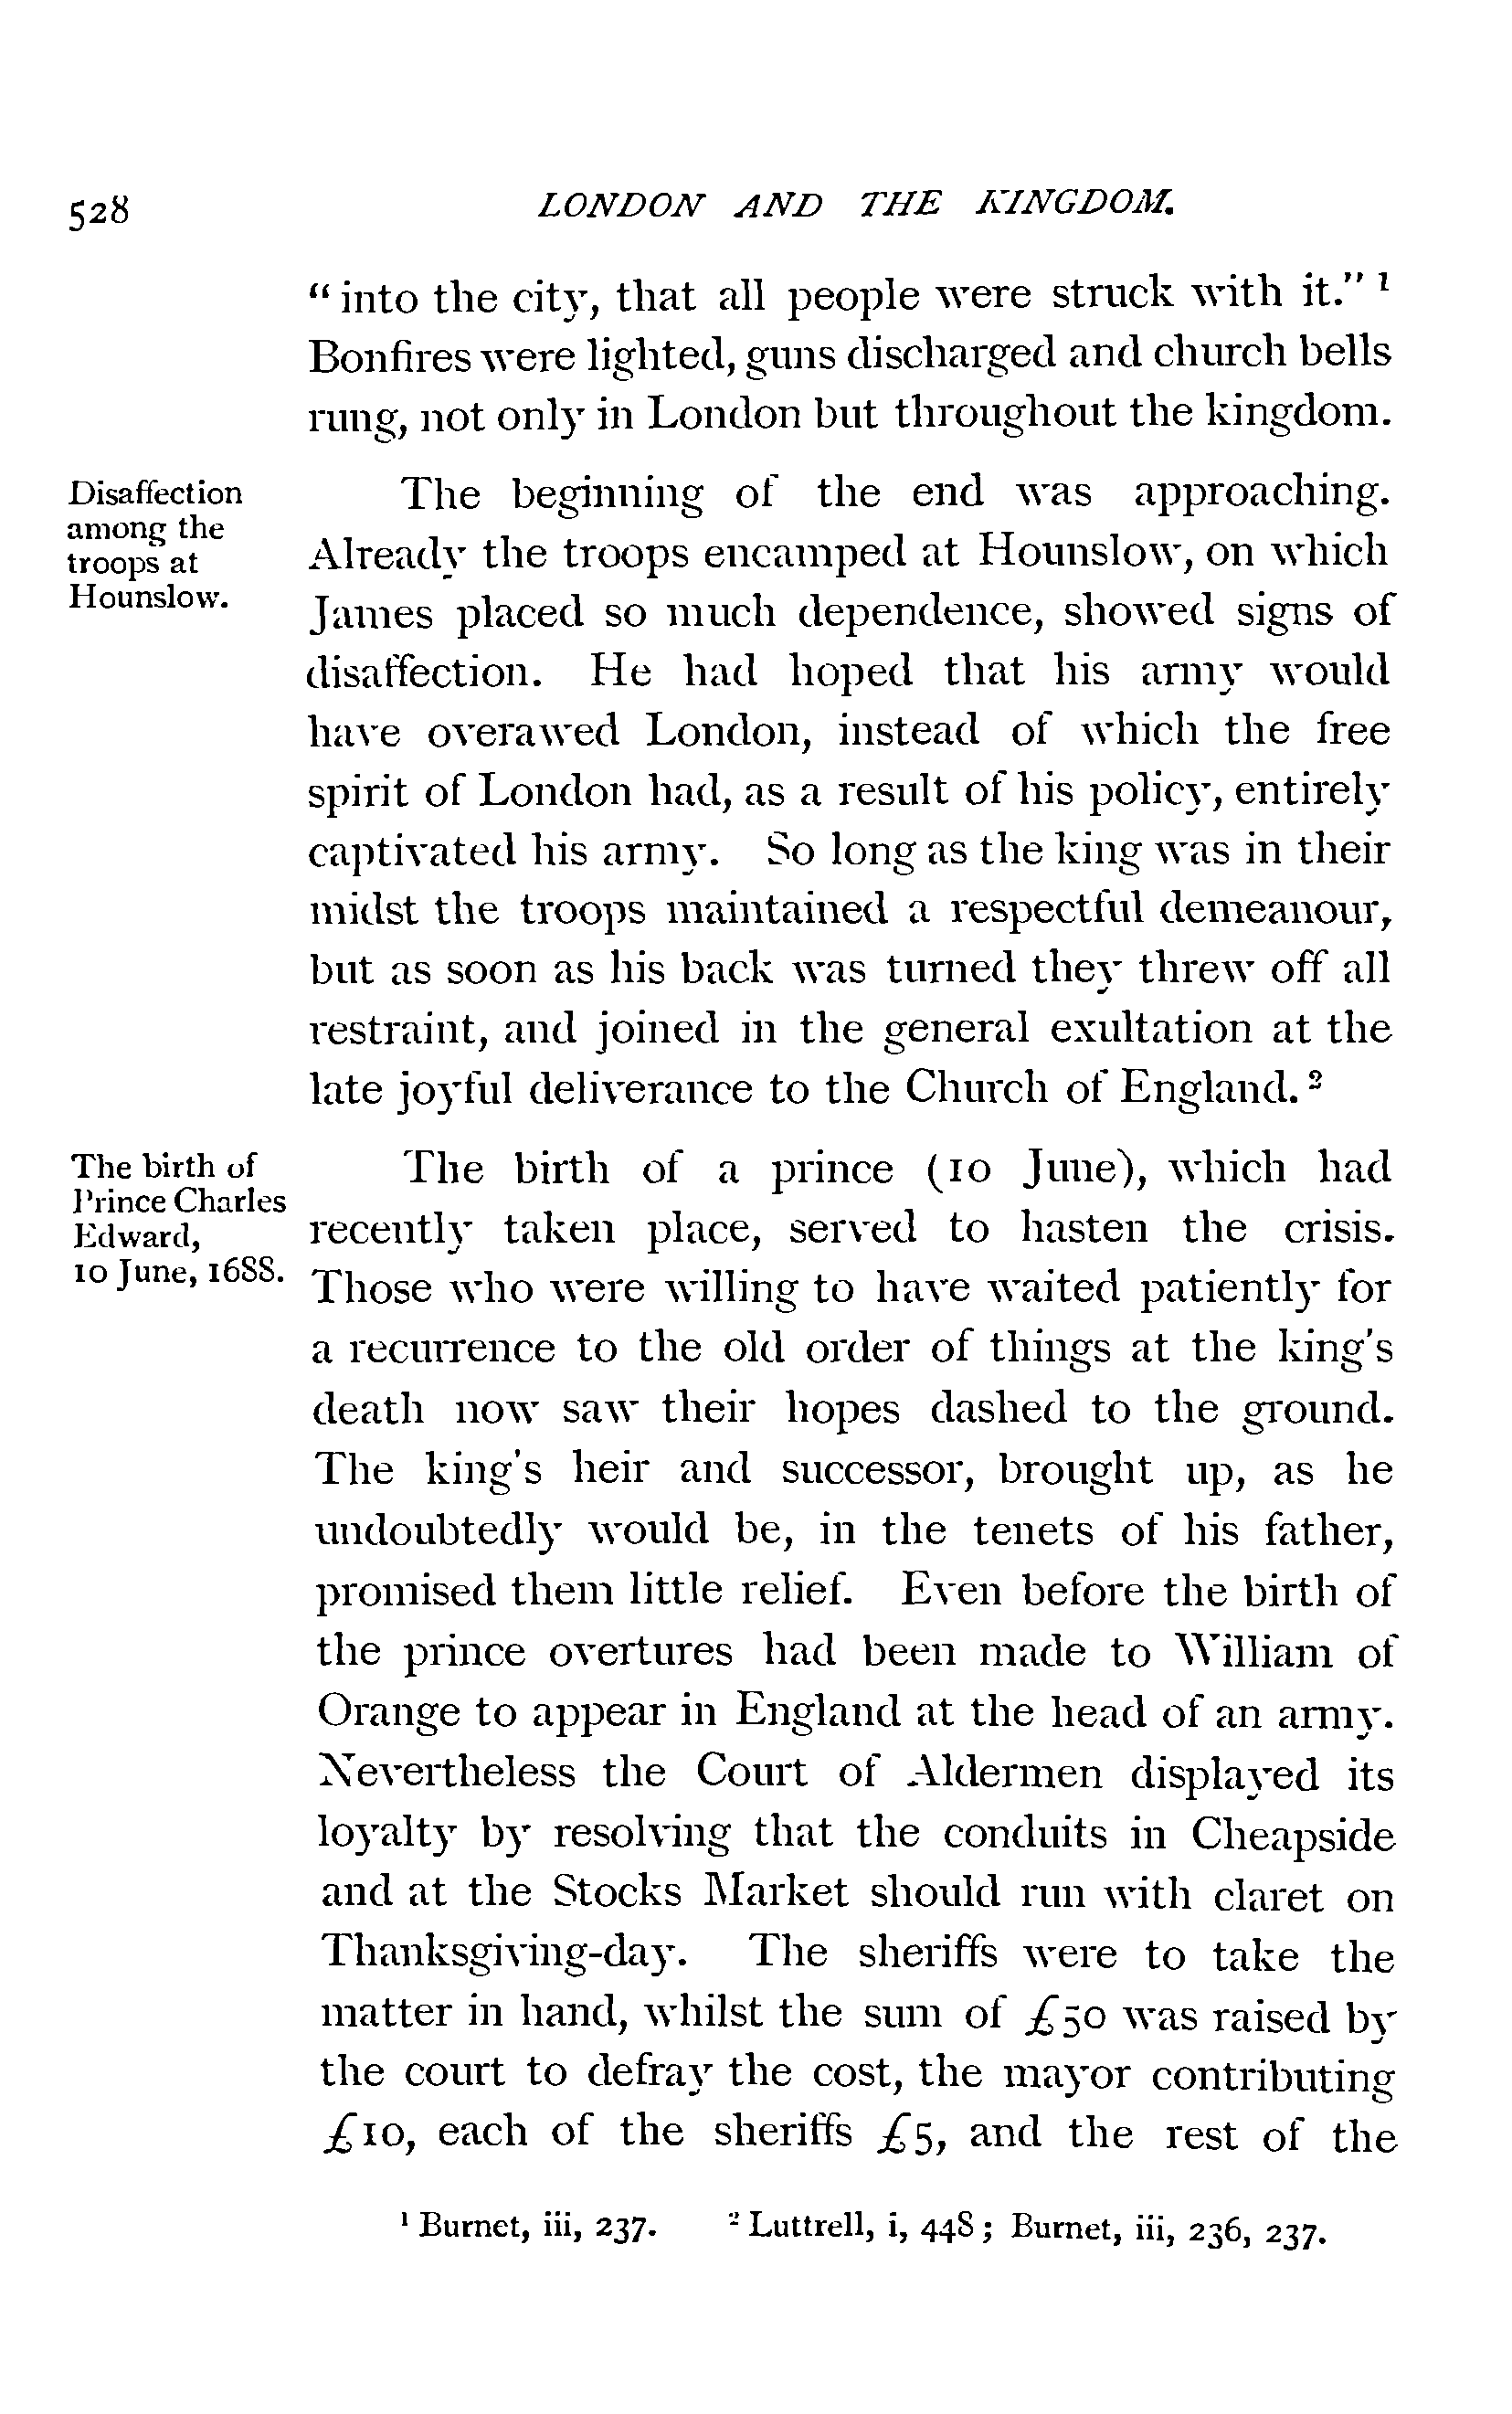 528
LONDON AND THE KINGDOM.
"into the city, that all people were struck with it." 1
Bonfires were lighted, guns discharged and church bells
rung, not only in London but throughout the kingdom.
Disaffection
among the
troops at
Hounslow.
The beginning of the end was approaching.
Already the troops encamped at Hounslow, on which
James placed so much dependence, showed signs of
disaffection. He had hoped that his army would
have overawed London, instead of which the free
spirit of London had, as a result of his policy, entirely
captivated his army. So long as the king was in their
midst the troops maintained a respectful demeanour,
but as soon as his back was turned they threw off all
restraint, and joined in the general exultation at the
late joyful deliverance to the Church of England. 2
The birth of
Prince Charles
Edward,
10 June, 1688.
The birth of a prince (10 June), which had
recently taken place, served to hasten the crisis.
Those who were willing to have waited patiently for
a recurrence to the old order of things at the king's
death now saw their hopes dashed to the ground.
The king's heir and successor, brought up, as he
undoubtedly would be, in the tenets of his father,
promised them little relief. Even before the birth of
the prince overtures had been made to William of
Orange to appear in England at the head of an army.
Nevertheless the Court of Aldermen displayed its
loyalty by resolving that the conduits in Cheapside
and at the Stocks Market should run with claret on
Thanksgiving-day. The sheriffs were to take the
matter in hand, whilst the sum of £50 was raised by
the court to defray the cost, the mayor contributing
£10, each of the sheriffs £5, and the rest of the
1 Burnet, iii, 237. 2 Luttrell, i, 448; Burnet, iii, 236, 237.